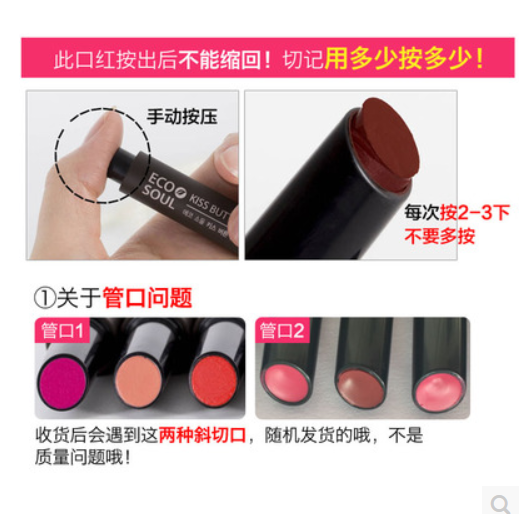 此口红按出后不能缩回！切记用多少按多少！
手动按压
ECO SOUL
KISS BUT
每次按2-3下
不要多按
①关于管口问题
管口1
管口2
收货后会遇到这两种斜切口，随机发货的哦，不是
质量问题哦！